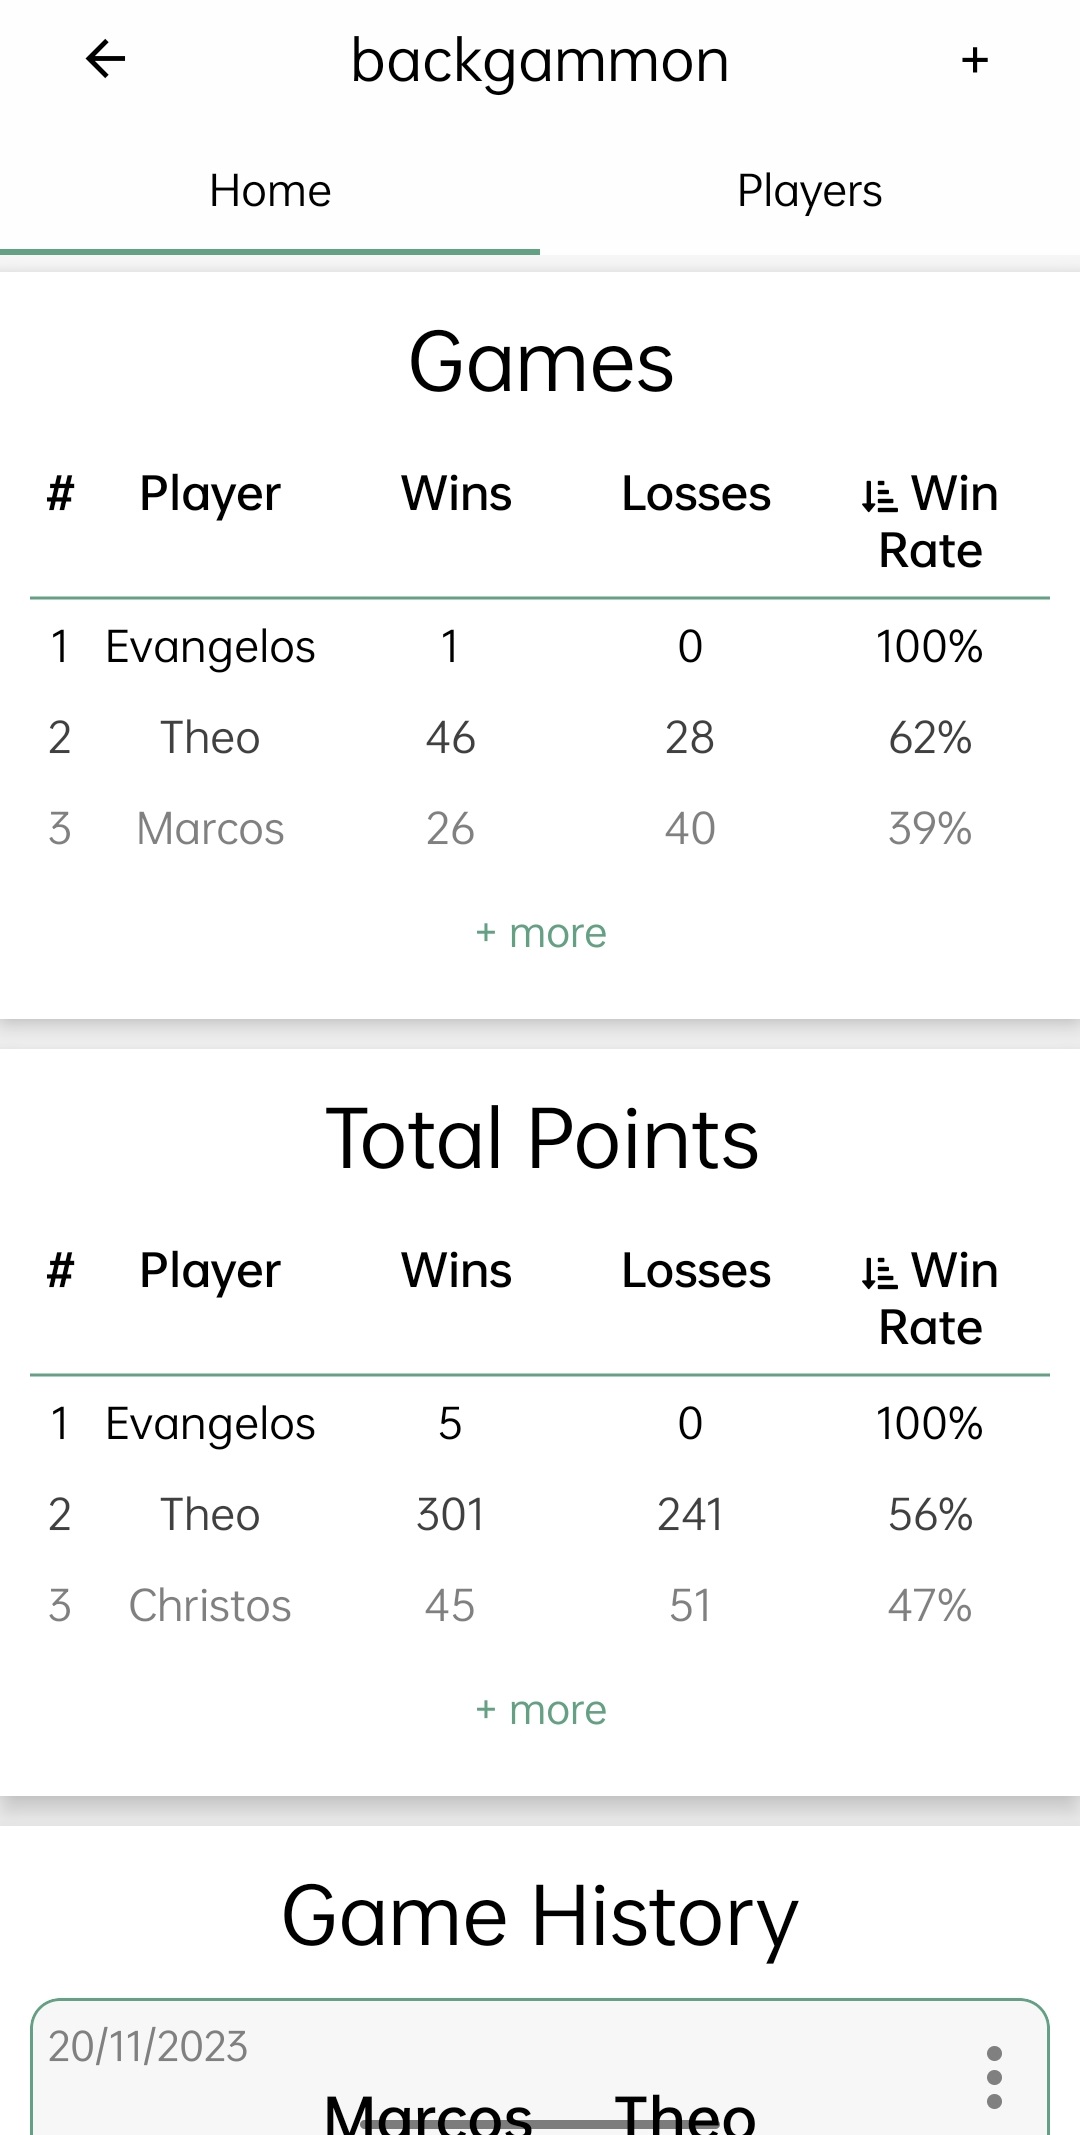 backgammon +
Home Players
Games
# Player Wins Losses Win
Rate
1 Evangelos 1 0 100%
2 Theo 46 28 62%
3 Marcos 26 40 39%
+ more
Total Points
# Player Wins Losses Win
Rate
1 Evangelos 5 0 100%
2 Theo 301 241 56%
3 Christos 45 51 47%
+ more
Game History
20/11/2023
Marcos Theo